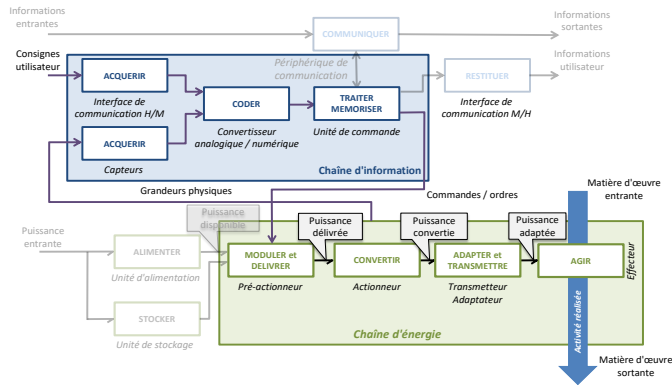 Informations
entrantes
COMMUNIQUER
Informations
sortantes
Consignes
utilisateur
Périphérique de
communication
Informations
utilisateur
ACQUERIR
Interface de
communication H/M
CODER
Convertisseur
analogique / numérique
TRAITER
MEMORISER
Unité de commande
RESTITUER
Interface de
communication M/H
ACQUERIR
Capteurs
Chaîne d'information
Grandeurs physiques
Commandes / ordres
Matière d'œuvre
entrante
Puissance
entrante
Puissance
disponible
Puissance
délivrée
Puissance
convertie
Puissance
adaptée
ALIMENTER
Unité d'alimentation
MODULER et
DELIVRER
Pré-actionneur
CONVERTIR
Actionneur
ADAPTER et
TRANSMETTRE
Transmetteur
Adaptateur
AGIR
Effecteur
STOCKER
Unité de stockage
Chaîne d'énergie
Activité réalisée
Matière d'œuvre
sortante